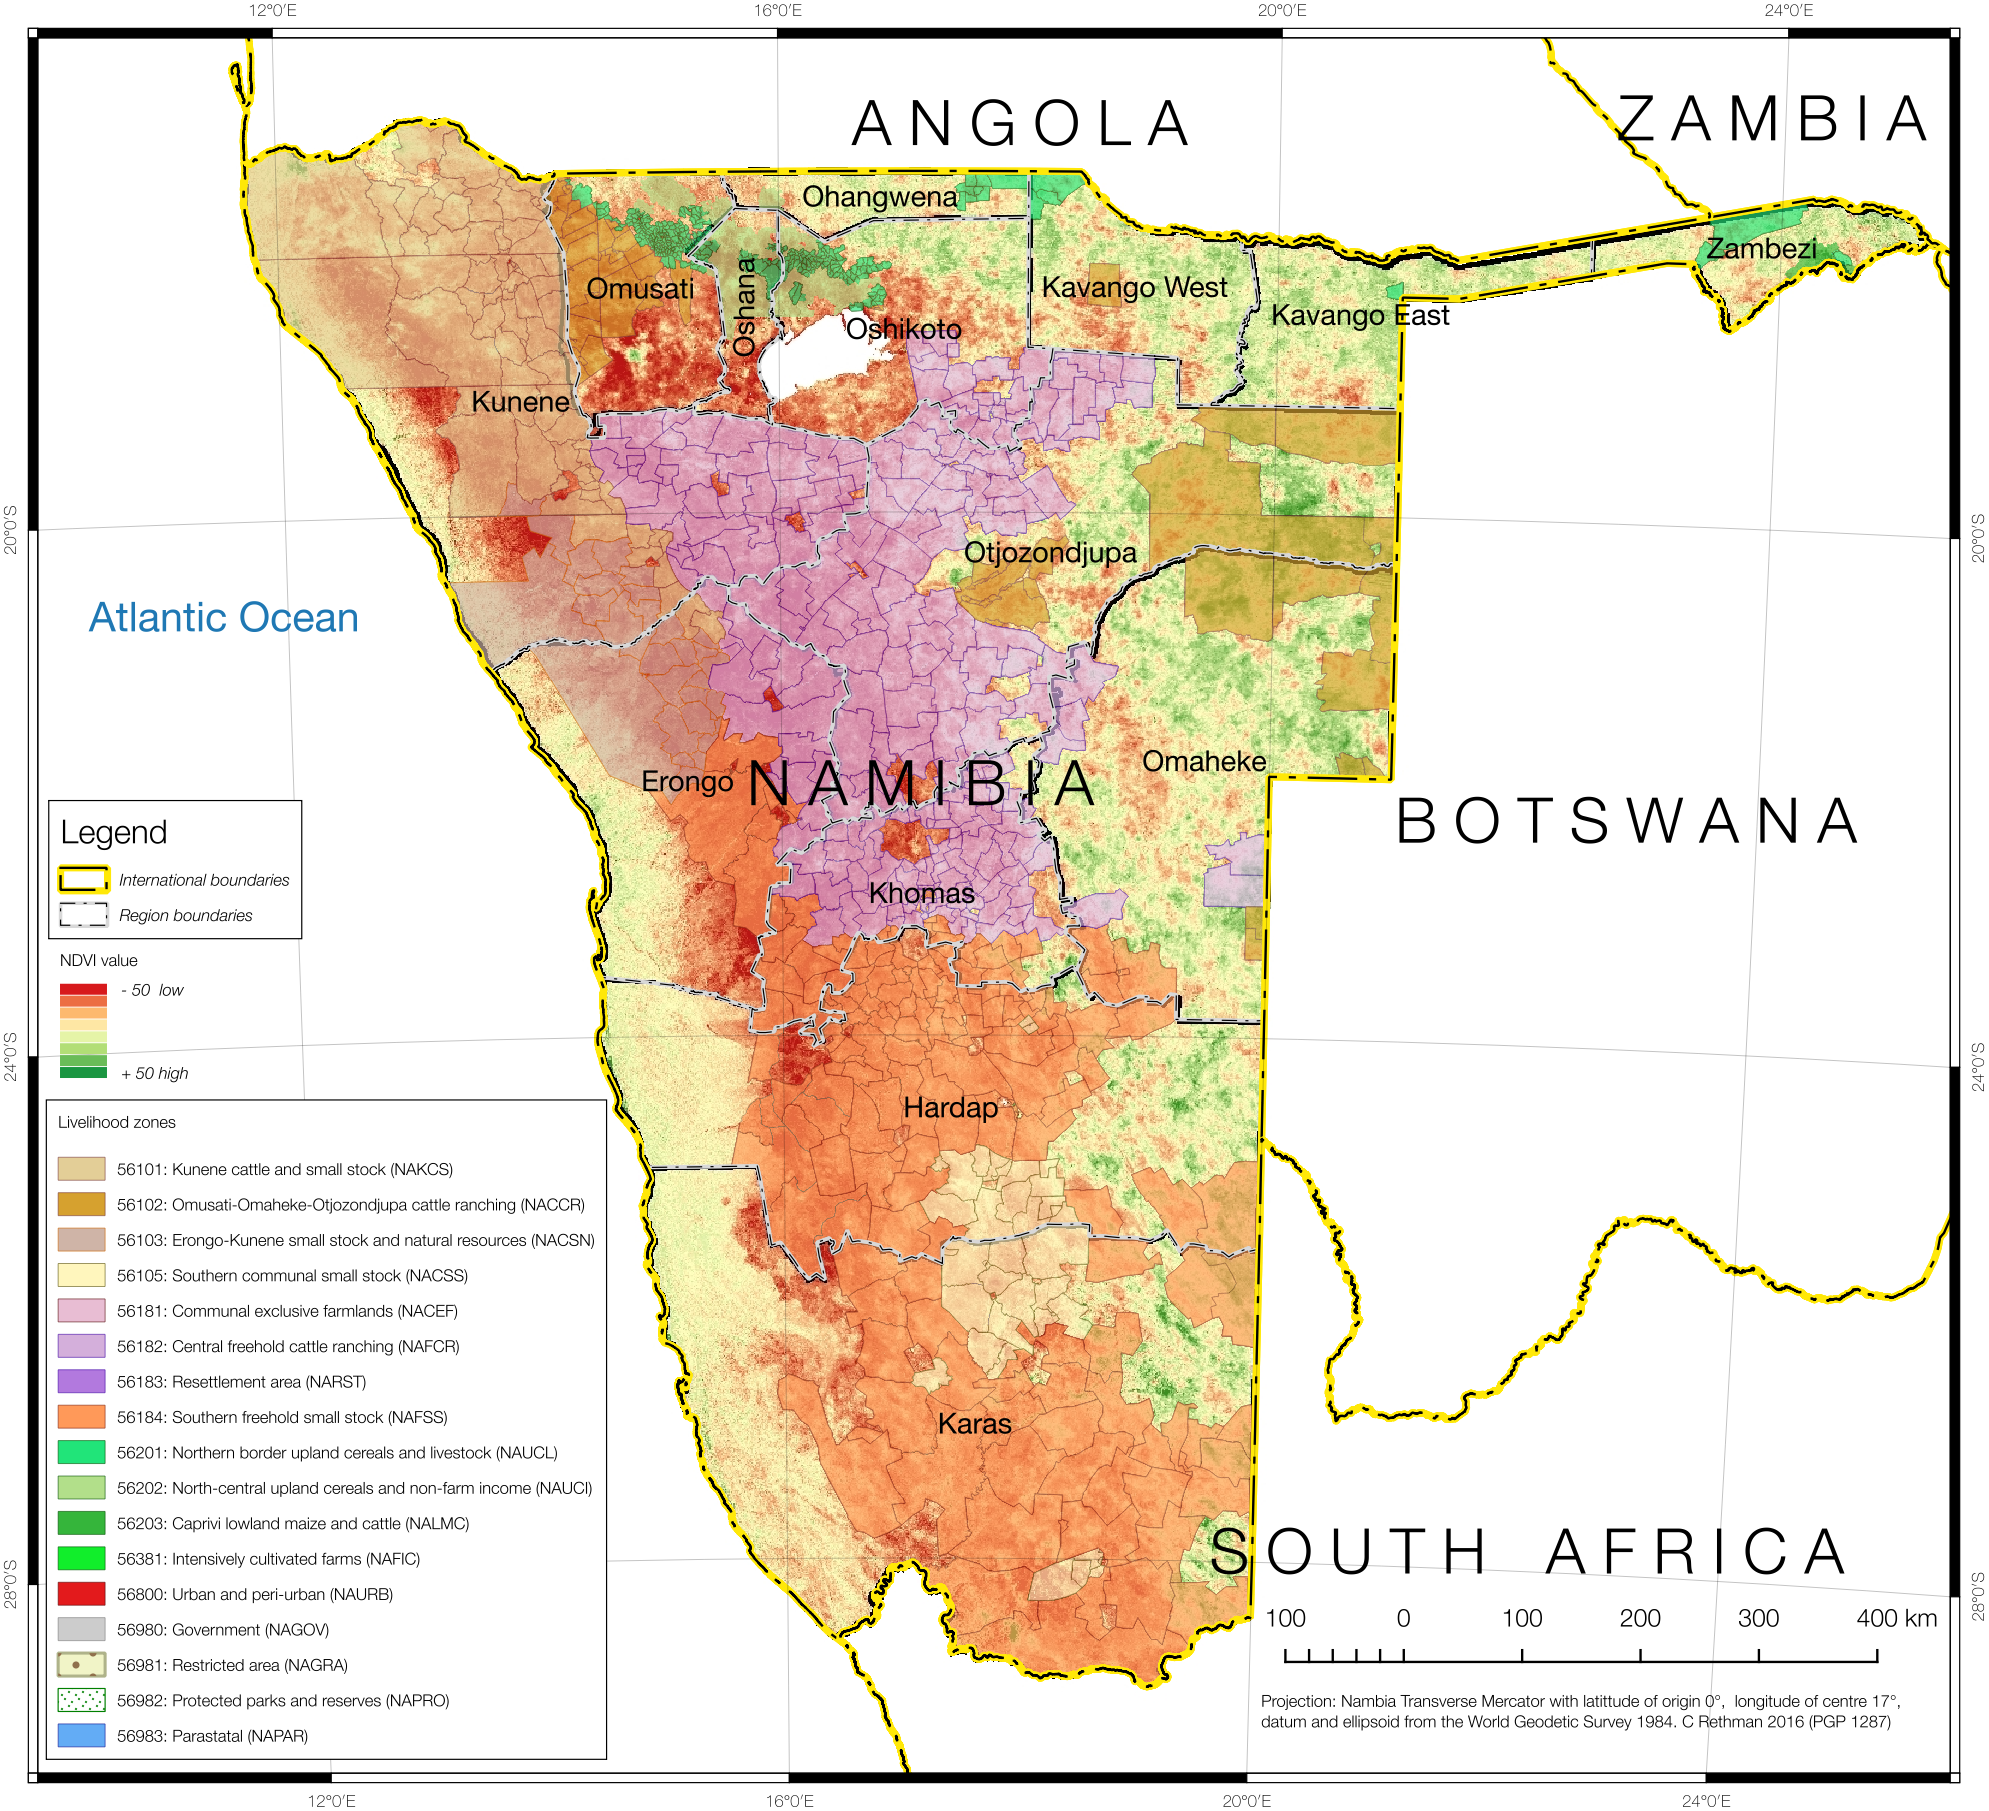 12°0'E
16°0'E
20°0'E
24°0'E
ANGOLA
ZAMBIA
Ohangwena
Zambezi
Omusati
Oshana
Kavango West
Kavango East
Oshikoto
Kunene
20°0'S
20°0'S
Otjozondjupa
Atlantic Ocean
Omaheke
Erongo
NAMIBIA
BOTSWANA
Khomas
Legend
International boundaries
Region boundaries
NDVI value
- 50 low
+ 50 high
24°0'S
24°0'S
Hardap
Karas
Livelihood zones
56101: Kunene cattle and small stock (NAKCS)
56102: Omusati-Omaheke-Otjozondjupa cattle ranching (NACCR)
56103: Erongo-Kunene small stock and natural resources (NACSN)
56105: Southern communal small stock (NACSS)
56181: Communal exclusive farmlands (NACEF)
56182: Central freehold cattle ranching (NAFCR)
56183: Resettlement area (NARST)
56184: Southern freehold small stock (NAFSS)
56201: Northern border upland cereals and livestock (NAUCL)
56202: North-central upland cereals and non-farm income (NAUCI)
56203: Caprivi lowland maize and cattle (NALMC)
56381: Intensively cultivated farms (NAFIC)
56800: Urban and peri-urban (NAURB)
56980: Government (NAGOV)
56981: Restricted area (NAGRA)
56982: Protected parks and reserves (NAPRO)
56983: Parastatal (NAPAR)
SOUTH AFRICA
28°0'S
28°0'S
100 0 100 200 300 400 km
Projection: Nambia Transverse Mercator with latittude of origin 0°, longitude of centre 17°,
datum and ellipsoid from the World Geodetic Survey 1984. C Rethman 2016 (PGP 1287)
12°0'E
16°0'E
20°0'E
24°0'E